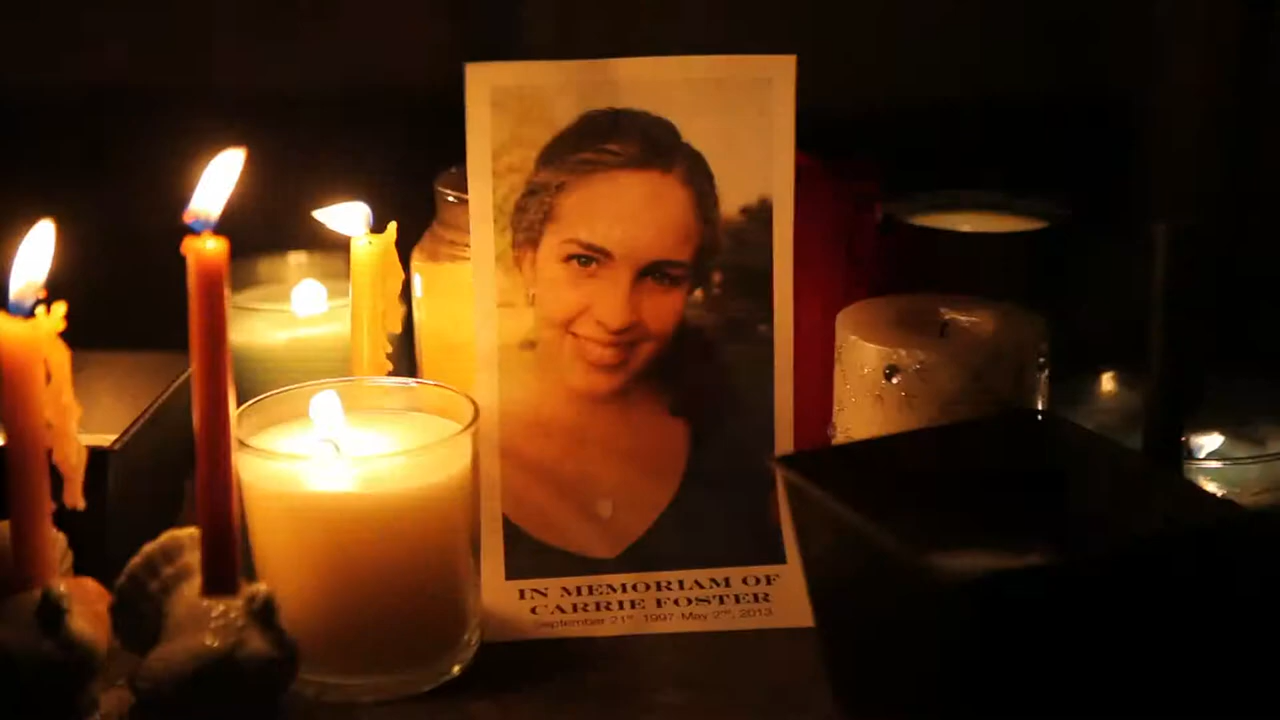 IN MEMORIAM OF
CARRIE FOSTER
September 21st 1997-May 2nd, 2013